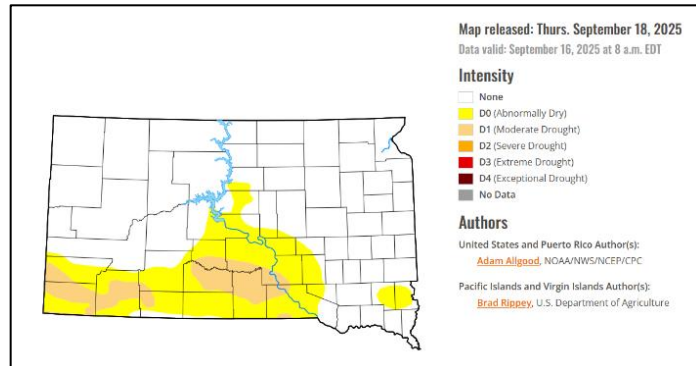 Map released: Thurs. September 18, 2025
Data valid: September 16, 2025 at 8 a.m. EDT
Intensity
None
D0 (Abnormally Dry)
D1 (Moderate Drought)
D2 (Severe Drought)
D3 (Extreme Drought)
D4 (Exceptional Drought)
No Data
Authors
United States and Puerto Rico Author(s):
Adam Allgood, NOAA/NWS/NCEP/CPC
Pacific Islands and Virgin Islands Author(s):
Brad Rippey, U.S. Department of Agriculture